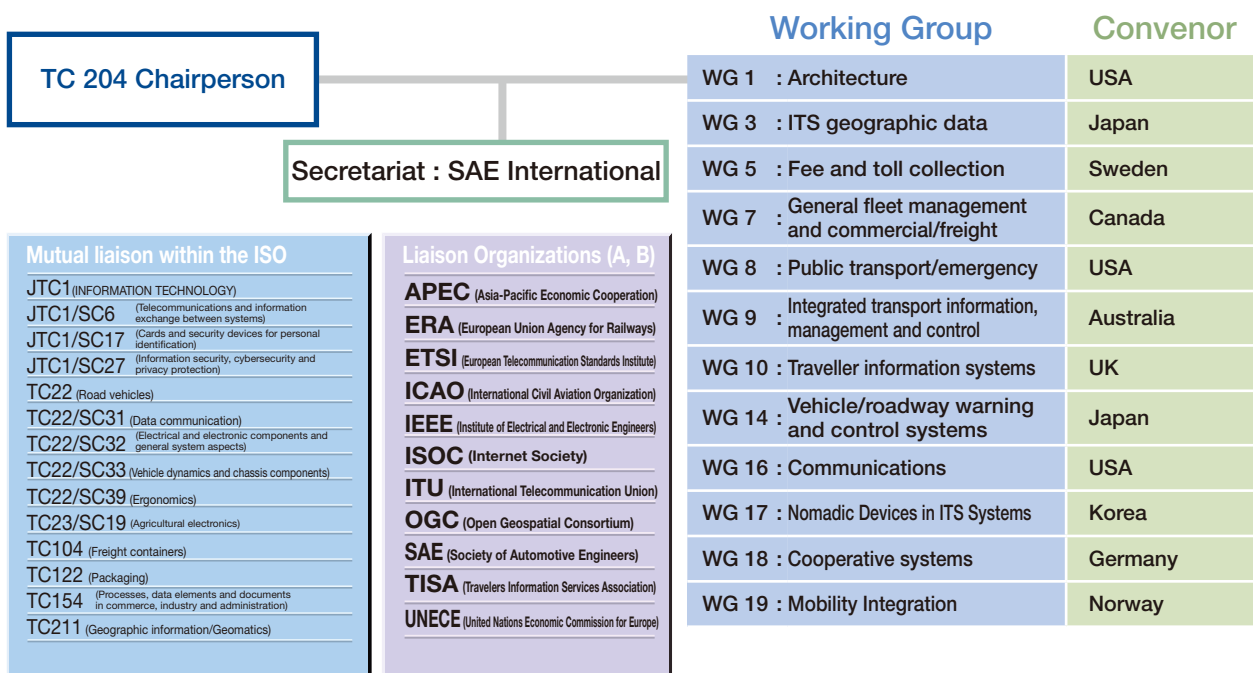 TC 204 Chairperson
Secretariat : SAE International
Mutual liaison within the ISO
JTC1 (INFORMATION TECHNOLOGY)
JTC1/SC6 (Telecommunications and information
exchange between systems)
JTC1/SC17 (Cards and security devices for personal
identification)
JTC1/SC27 (Information security, cybersecurity and
privacy protection)
TC22 (Road vehicles)
TC22/SC31 (Data communication)
TC22/SC32 (Electrical and electronic components and
general system aspects)
TC22/SC33 (Vehicle dynamics and chassis components)
TC22/SC39 (Ergonomics)
TC23/SC19 (Agricultural electronics)
TC104 (Freight containers)
TC122 (Packaging)
TC154 (Processes, data elements and documents
in commerce, industry and administration)
TC211 (Geographic information/Geomatics)
Liaison Organizations (A, B)
APEC (Asia-Pacific Economic Cooperation)
ERA (European Union Agency for Railways)
ETSI (European Telecommunication Standards Institute)
ICAO (International Civil Aviation Organization)
IEEE (Institute of Electrical and Electronic Engineers)
ISOC (Internet Society)
ITU (International Telecommunication Union)
OGC (Open Geospatial Consortium)
SAE (Society of Automotive Engineers)
TISA (Travelers Information Services Association)
UNECE (United Nations Economic Commission for Europe)
Working Group Convenor
WG 1 : Architecture USA
WG 3 : ITS geographic data Japan
WG 5 : Fee and toll collection Sweden
WG 7 : General fleet management
and commercial/freight Canada
WG 8 : Public transport/emergency USA
WG 9 : Integrated transport information,
management and control Australia
WG 10 : Traveller information systems UK
WG 14 : Vehicle/roadway warning
and control systems Japan
WG 16 : Communications USA
WG 17 : Nomadic Devices in ITS Systems Korea
WG 18 : Cooperative systems Germany
WG 19 : Mobility Integration Norway